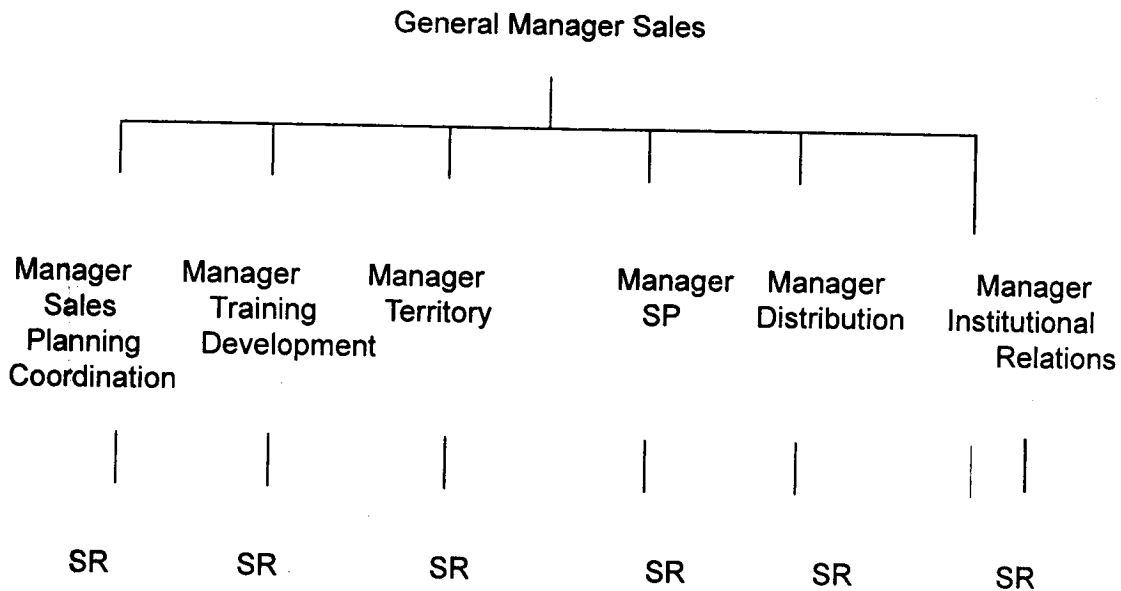 General Manager Sales
Manager
Sales
Planning
Coordination
Manager
Training
Development
Manager
Territory
Manager
SP
Manager
Distribution
Manager
Institutional
Relations
SR
SR
SR
SR
SR
SR